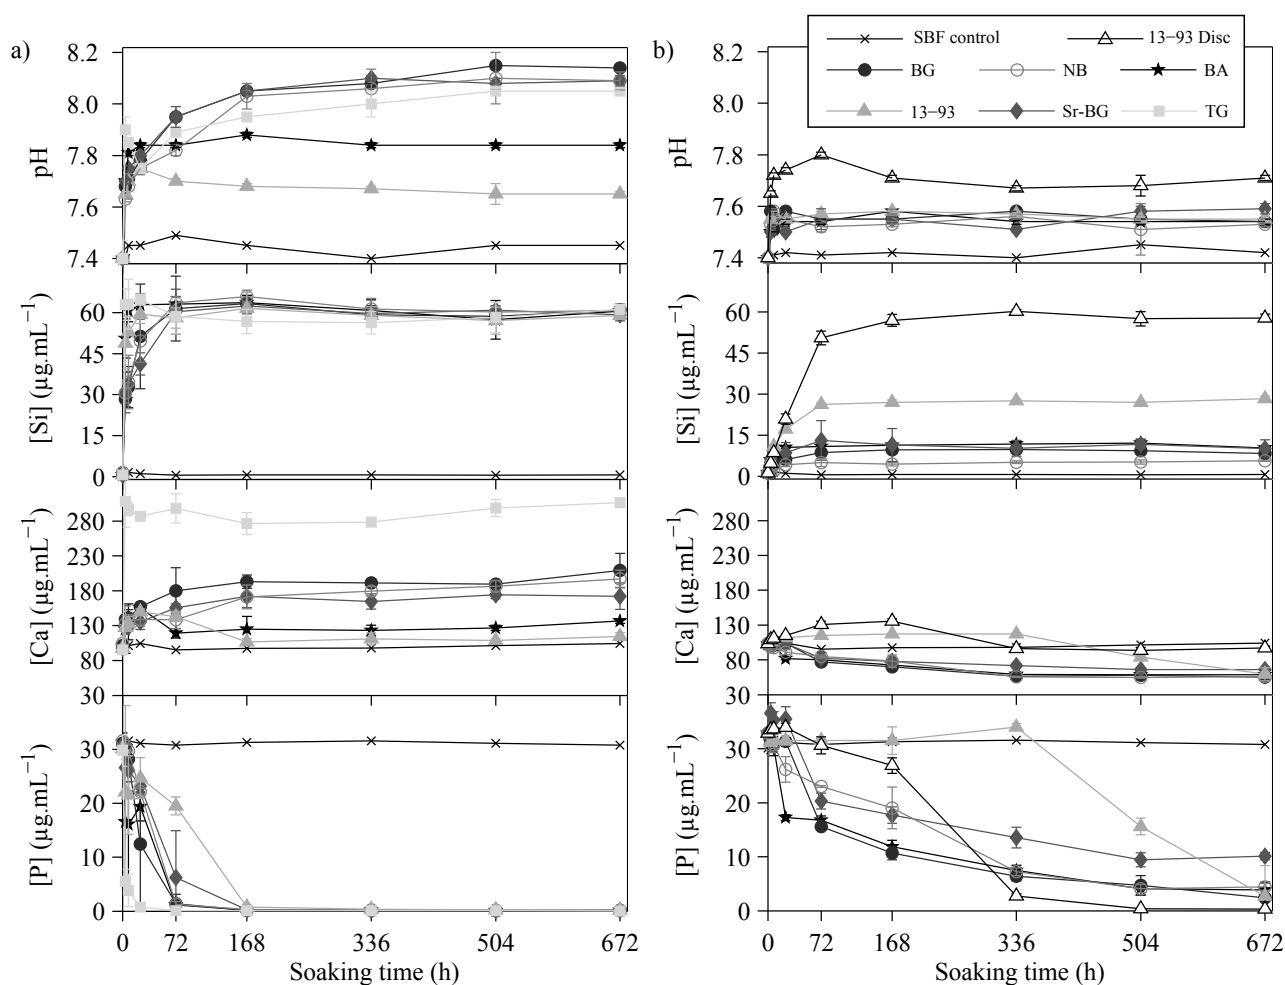 a)
8.2
8.0
7.8
7.6
7.4
pH
60
45
30
15
0
[Si] (μg.mL−1)
280
230
180
130
80
30
[Ca] (μg.mL−1)
30
20
10
0
[P] (μg.mL−1)
0 72 168 336 504 672
Soaking time (h)
b)
SBF control 13−93 Disc
BG NB BA
13−93 Sr-BG TG
8.2
8.0
7.8
7.6
7.4
pH
60
45
30
15
0
[Si] (μg.mL−1)
280
230
180
130
80
30
[Ca] (μg.mL−1)
30
20
10
0
[P] (μg.mL−1)
0 72 168 336 504 672
Soaking time (h)